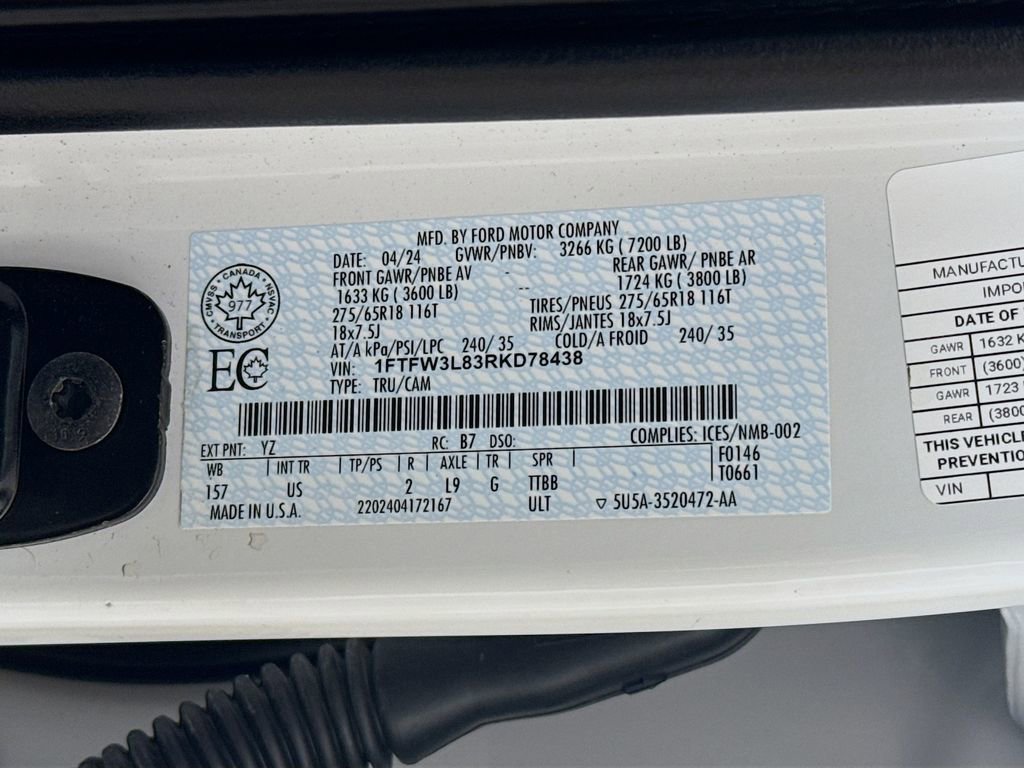 MFD. BY FORD MOTOR COMPANY
DATE: 04/24 GVWR/PNBV: 3266 KG ( 7200 LB)
FRONT GAWR/PNBE AV - REAR GAWR/ PNBE AR
1633 KG ( 3600 LB) -- 1724 KG ( 3800 LB)
275/65R18 116T TIRES/PNEUS 275/65R18 116T
18x7.5J RIMS/JANTES 18x7.5J
AT/A kPa/PSI/LPC 240/ 35 COLD/A FROID 240/ 35
VIN: 1FTFW3L83RKD78438
TYPE: TRU/CAM
CMVSS • CANADA • NSVAC
977
TRANSPORT
EC
EXT PNT: YZ RC: B7 DSO: COMPLIES: ICES/NMB-002
WB INT TR TP/PS R AXLE TR SPR F0146
157 US 2 L9 G TTBB T0661
MADE IN U.S.A. 2202404172167 ULT ▽ 5U5A-3520472-AA
MANUFACTU
IMPO
DATE OF
GAWR 1632 K
FRONT (3600)
GAWR 1723
REAR (3800
THIS VEHICLE
PREVENTIO
VIN